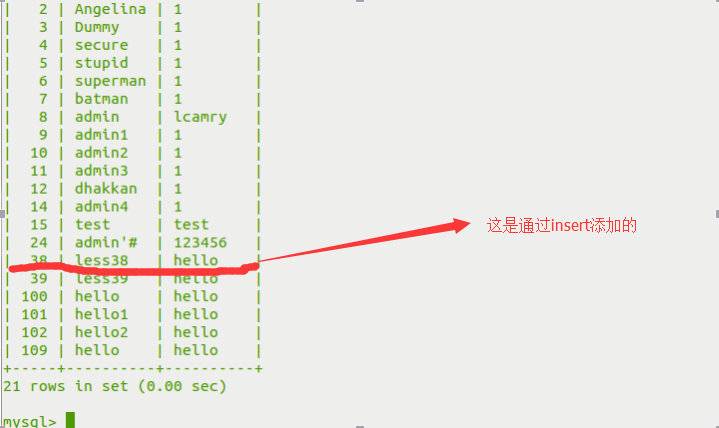 |    2 | Angelina | 1        |
|    3 | Dummy    | 1        |
|    4 | secure   | 1        |
|    5 | stupid   | 1        |
|    6 | superman | 1        |
|    7 | batman   | 1        |
|    8 | admin    | lcamry   |
|    9 | admin1   | 1        |
|   10 | admin2   | 1        |
|   11 | admin3   | 1        |
|   12 | dhakkan  | 1        |
|   14 | admin4   | 1        |
|   15 | test     | test     |
|   24 | admin'#  | 123456   |
|   38 | less38   | hello    |
|   39 | less39   | hello    |
|  100 | hello    | hello    |
|  101 | hello1   | hello    |
|  102 | hello2   | hello    |
|  109 | hello    | hello    |
+-----+----------+----------+
21 rows in set (0.00 sec)
mysql>
这是通过insert添加的